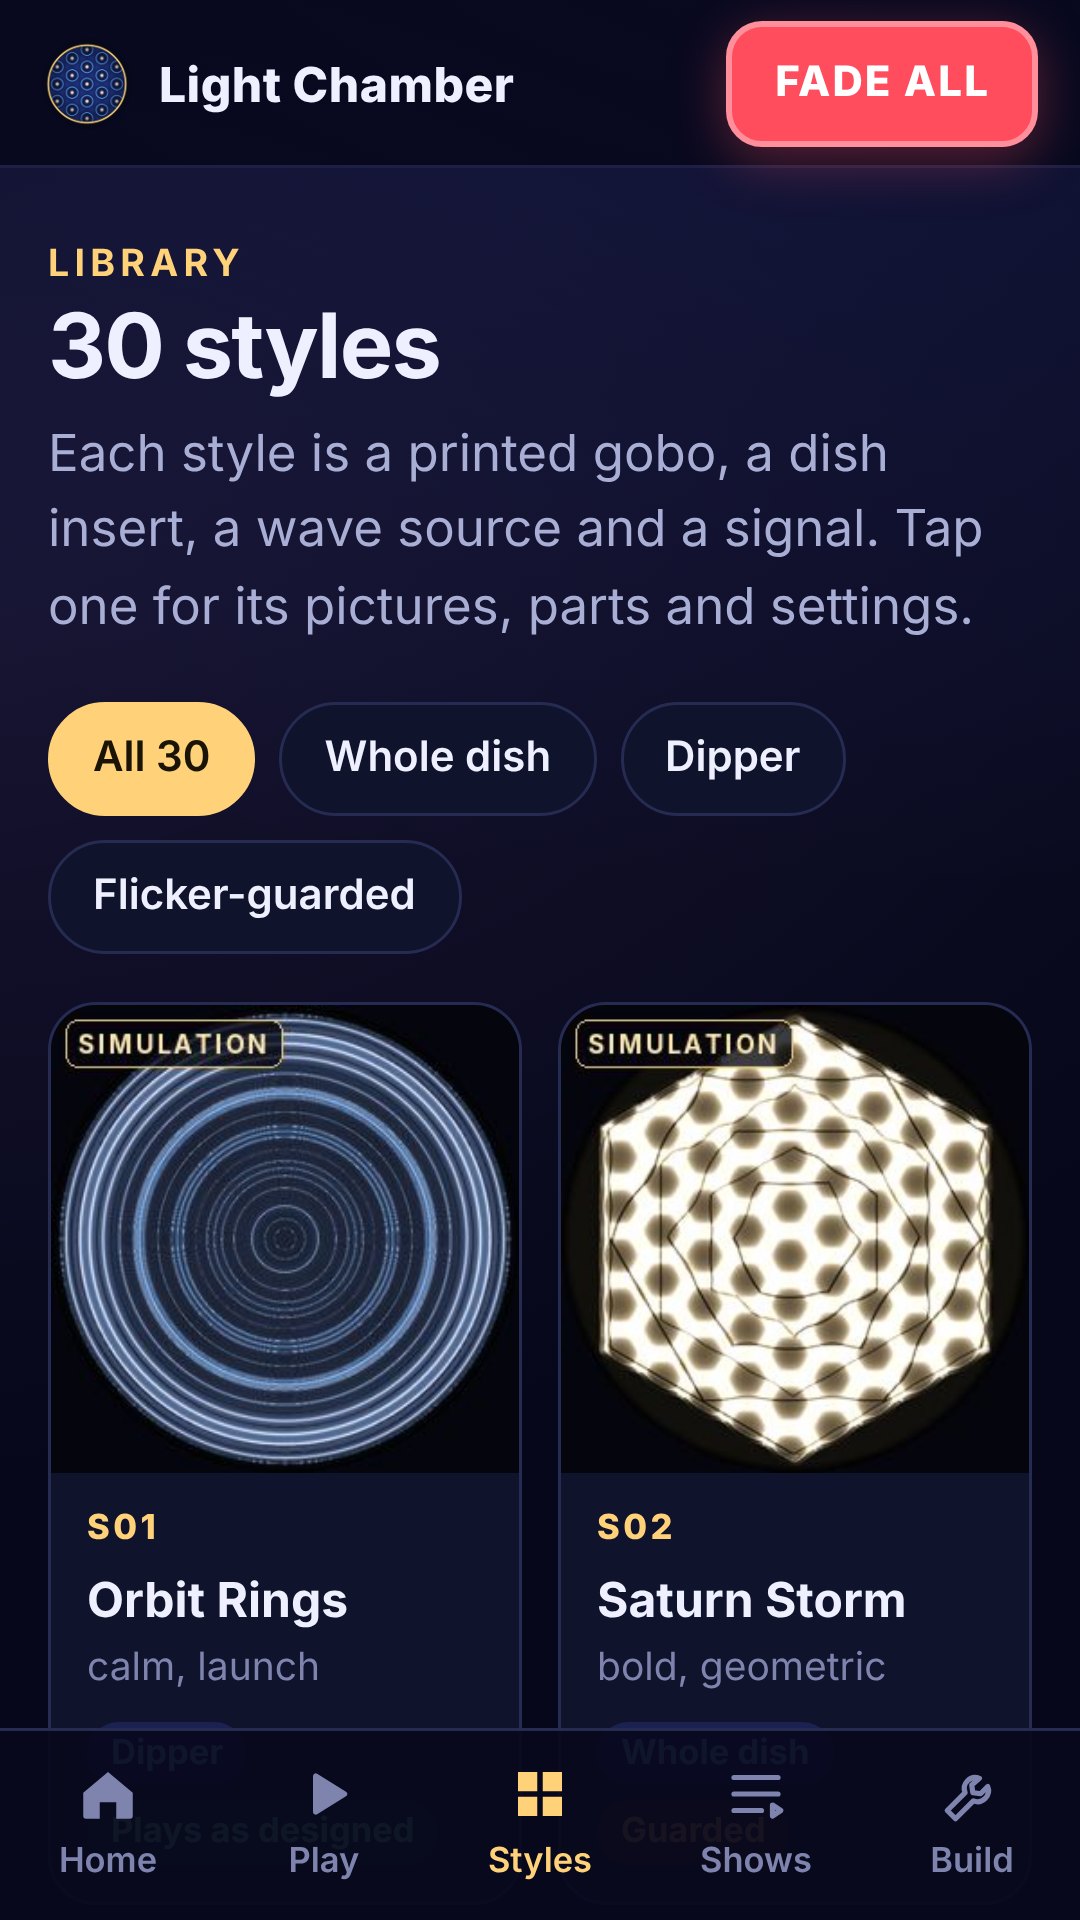 Light Chamber
FADE ALL
LIBRARY
30 styles
Each style is a printed gobo, a dish
insert, a wave source and a signal. Tap
one for its pictures, parts and settings.
All 30
Whole dish
Dipper
Flicker-guarded
SIMULATION
SIMULATION
S01
Orbit Rings
calm, launch
Dipper
Plays as designed
S02
Saturn Storm
bold, geometric
Whole dish
Guarded
Home
Play
Styles
Shows
Build